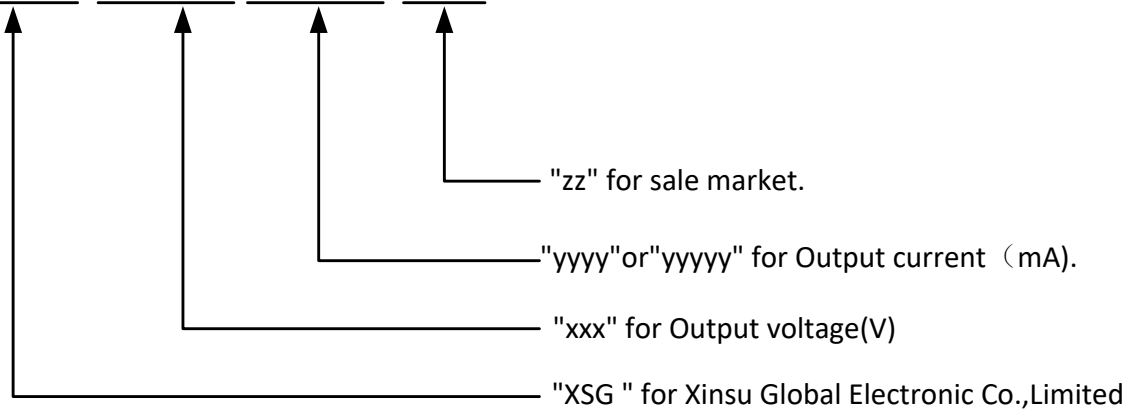 "zz" for sale market.
"yyyy"or"yyyyy" for Output current（mA).
"xxx" for Output voltage(V)
"XSG " for Xinsu Global Electronic Co.,Limited